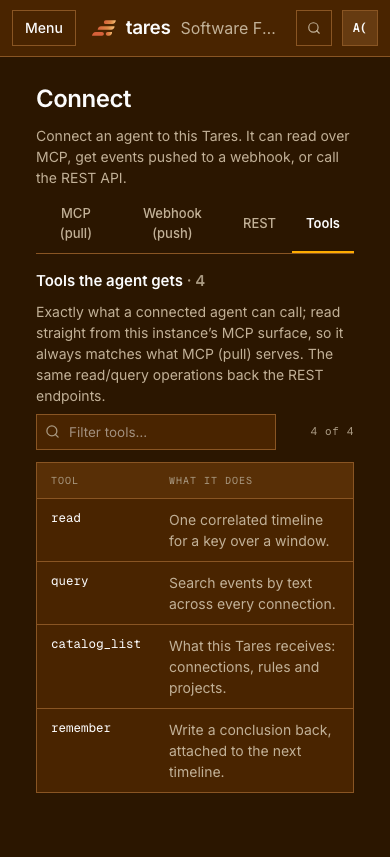 Menu
tares Software F...
A(
Connect
Connect an agent to this Tares. It can read over
MCP, get events pushed to a webhook, or call
the REST API.
MCP (pull)
Webhook (push)
REST
Tools
Tools the agent gets · 4
Exactly what a connected agent can call; read
straight from this instance's MCP surface, so it
always matches what MCP (pull) serves. The
same read/query operations back the REST
endpoints.
Filter tools...
4 of 4
TOOL WHAT IT DOES
read
One correlated timeline
for a key over a window.
query
Search events by text
across every connection.
catalog_list
What this Tares receives:
connections, rules and
projects.
remember
Write a conclusion back,
attached to the next
timeline.